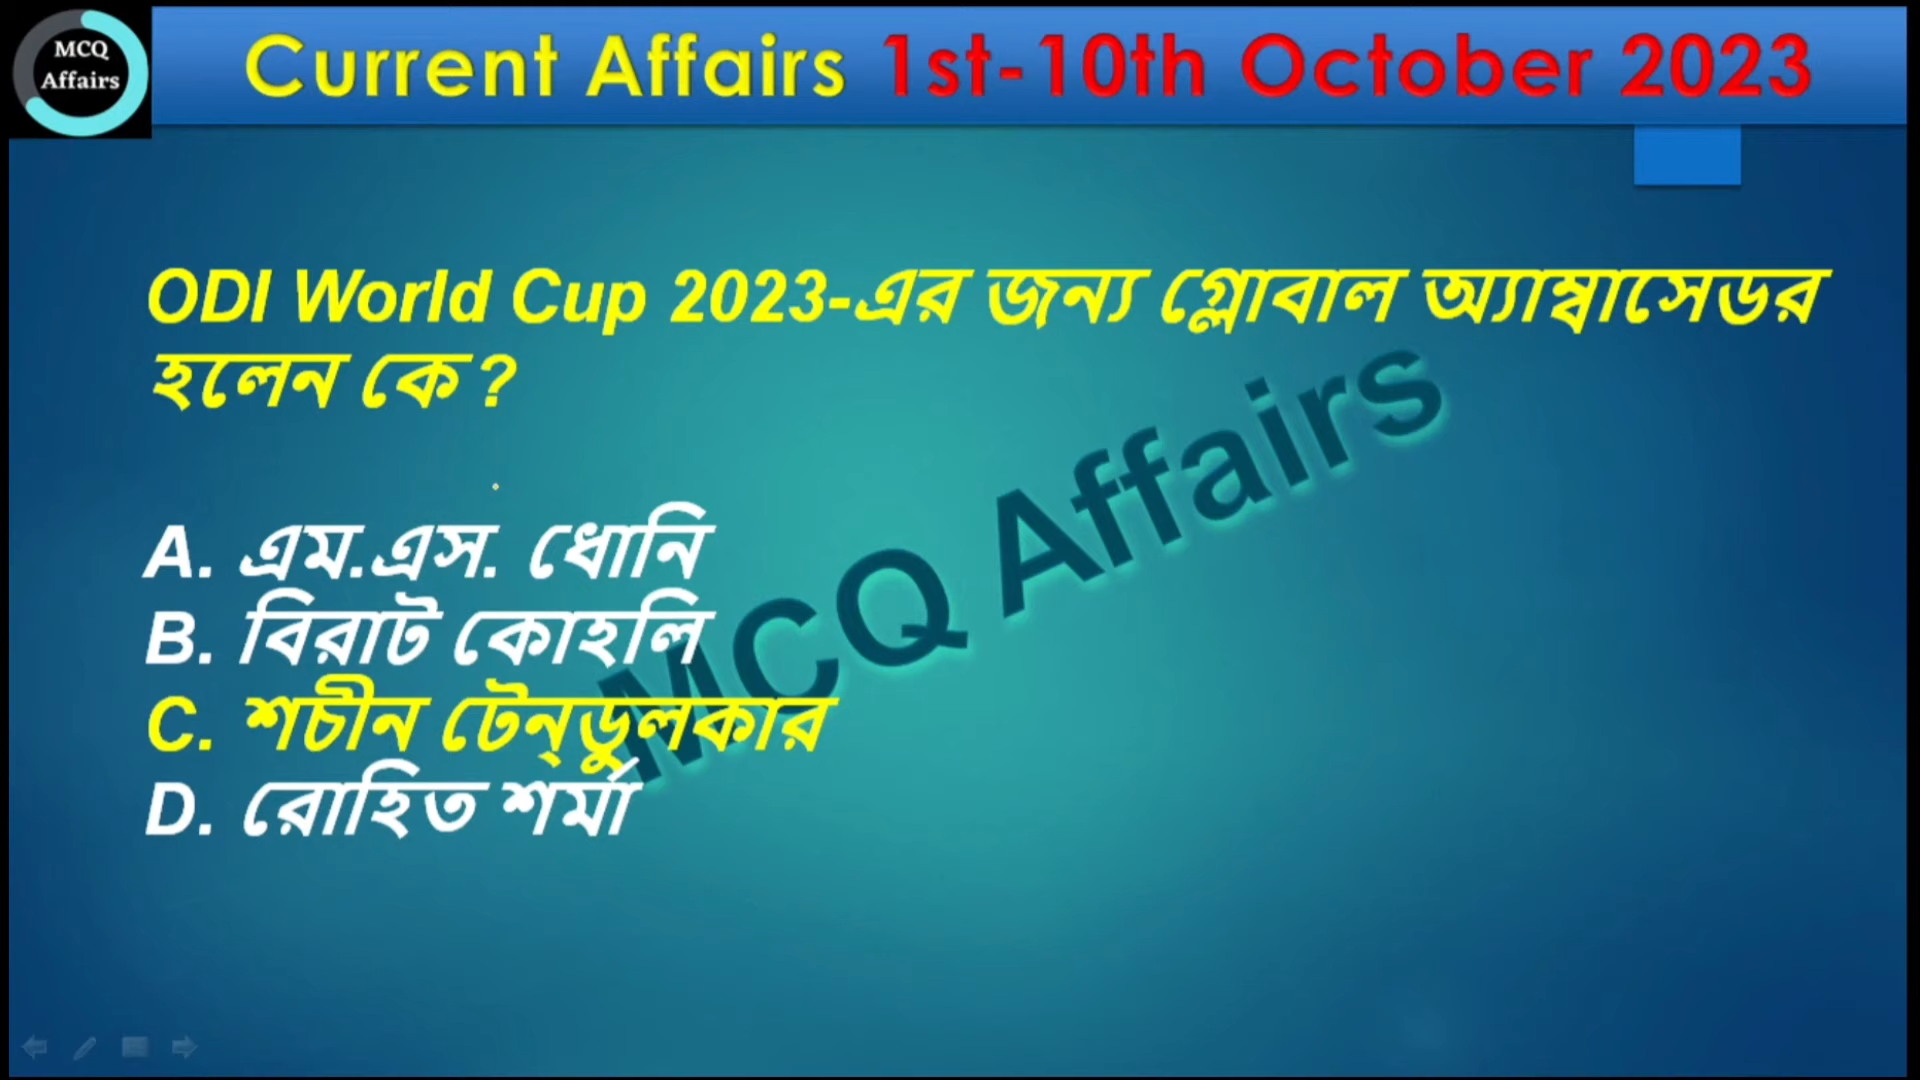 MCQ
Affairs
Current Affairs 1st-10th October 2023
ODI World Cup 2023-এর জন্য গ্লোবাল অ্যাম্বাসেডর
হলেন কে?
A. এম.এস. ধোনি
B. বিরাট কোহলি
C. শচীন টেন্ডুলকার
D. রোহিত শর্মা
MCQ Affairs